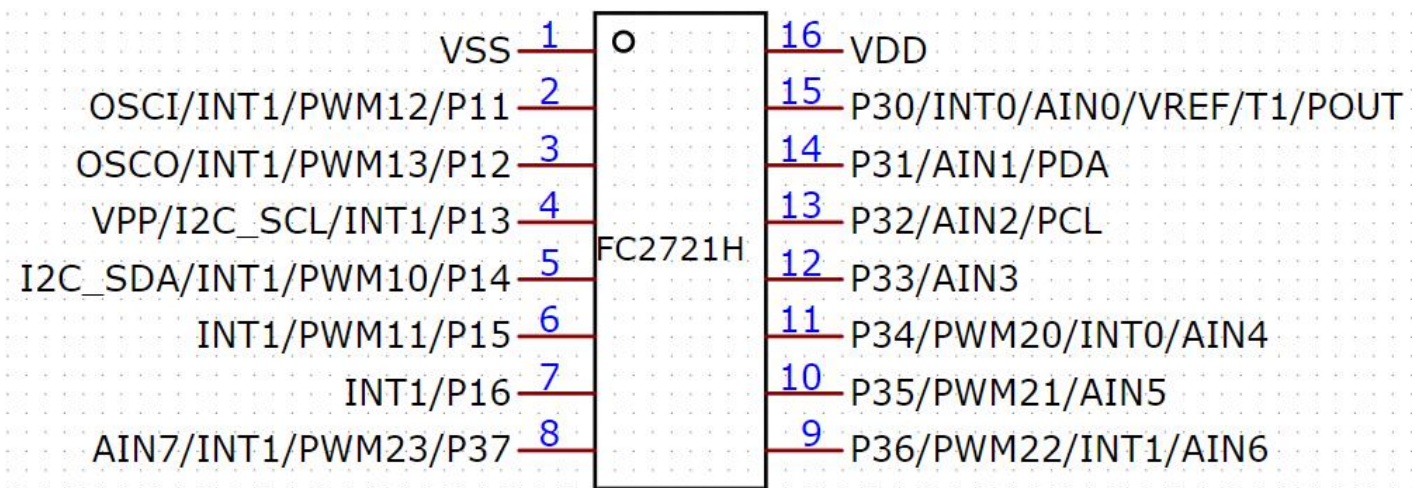 VSS 1 16 VDD
OSCI/INT1/PWM12/P11 2 15 P30/INT0/AIN0/VREF/T1/POUT
OSCO/INT1/PWM13/P12 3 14 P31/AIN1/PDA
VPP/I2C_SCL/INT1/P13 4 13 P32/AIN2/PCL
FC2721H
I2C_SDA/INT1/PWM10/P14 5 12 P33/AIN3
INT1/PWM11/P15 6 11 P34/PWM20/INT0/AIN4
INT1/P16 7 10 P35/PWM21/AIN5
AIN7/INT1/PWM23/P37 8 9 P36/PWM22/INT1/AIN6